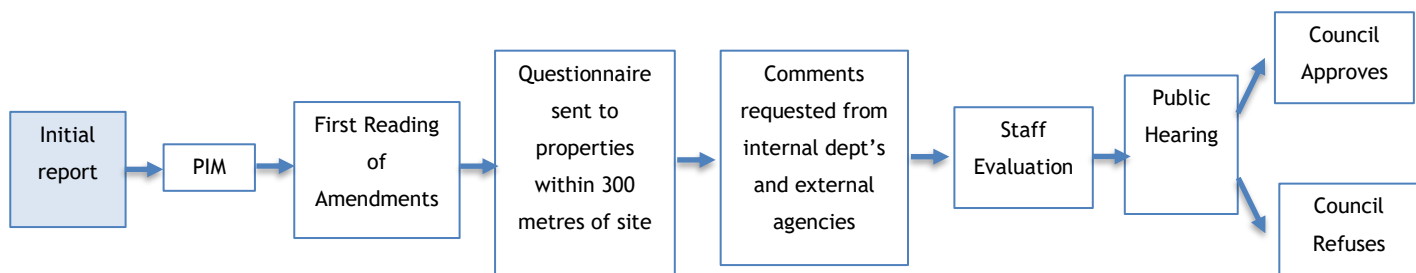 Initial
report
PIM
First Reading
of
Amendments
Questionnaire
sent to
properties
within 300
metres of site
Comments
requested from
internal dept's
and external
agencies
Staff
Evaluation
Public
Hearing
Council
Approves
Council
Refuses